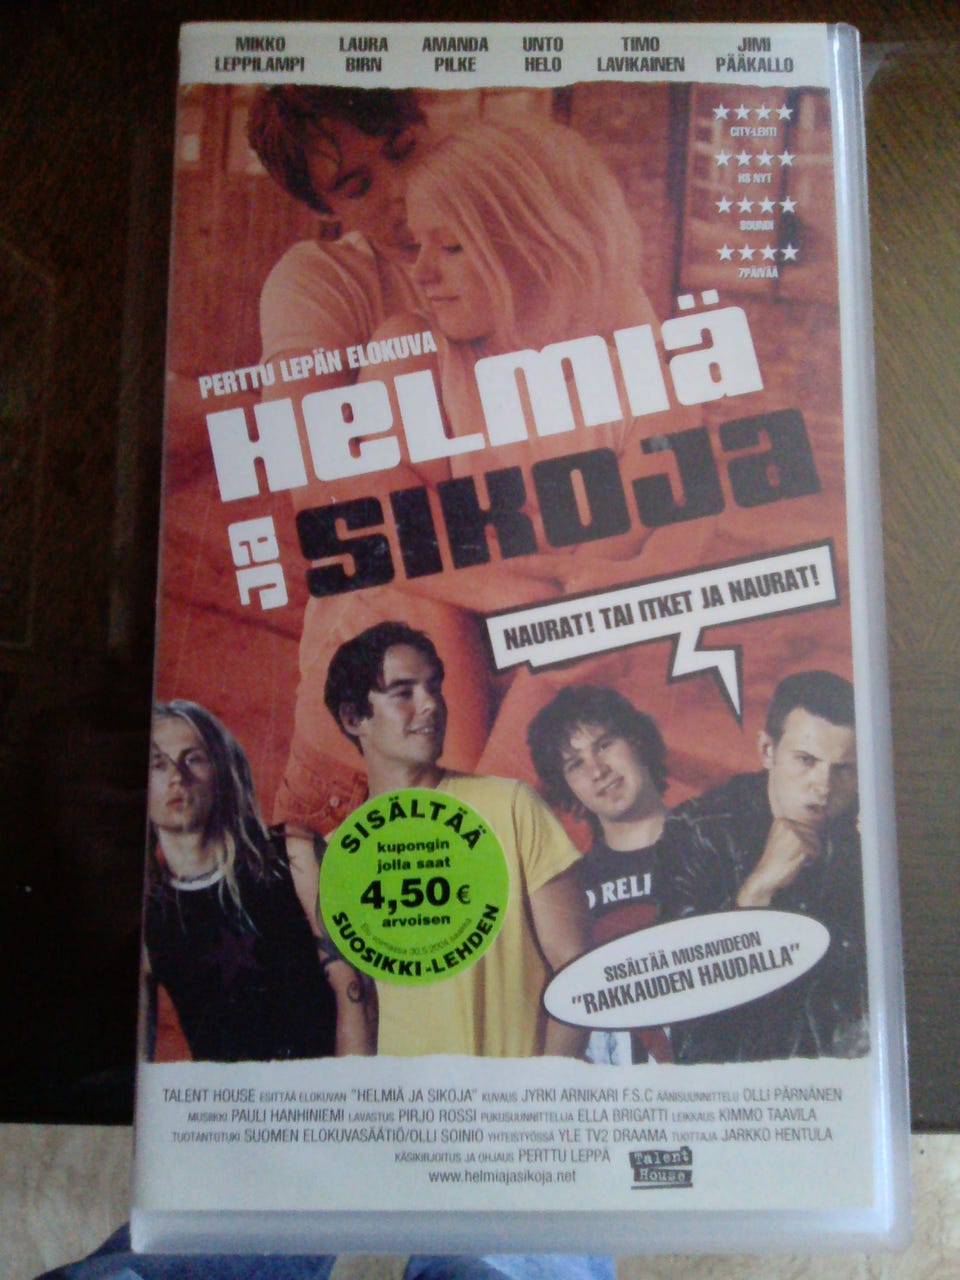 MIKKO LAURA AMANDA UNTO TIMO JIMI
LEPPILAMPI BIRN PILKE HELO LAVIKAINEN PÄÄKALLO
★★★★
CITY-LEHTI
★★★★
HS NYT
★★★★
SOUNDI
★★★★
7PÄIVÄÄ
PERTTU LEPÄN ELOKUVA
HELMIÄ
JA SIKOJA
NAURAT! TAI ITKET JA NAURAT!
SISÄLTÄÄ
kupongin
jolla saat
4,50 €
arvoisen
SUOSIKKI-LEHDEN
RELI
SISÄLTÄÄ MUSAVIDEON
"RAKKAUDEN HAUDALLA"
TALENT HOUSE ESITTÄÄ ELOKUVAN "HELMIÄ JA SIKOJA" KUVAUS JYRKI ARNIKARI F.S.C ÄÄNISUUNNITTELU OLLI PÄRNÄNEN
MUSIIKKI PAULI HANHINIEMI LAVASTUS PIRJO ROSSI PUKUSUUNNITTELIJA ELLA BRIGATTI LEIKKAUS KIMMO TAAVILA
TUOTANTOTUKI SUOMEN ELOKUVASÄÄTIÖ/OLLI SOINIO YHTEISTYÖSSÄ YLE TV2 DRAAMA TUOTTAJA JARKKO HENTULA
KÄSIKIRJOITUS JA OHJAUS PERTTU LEPPÄ
www.helmiajasikoja.net
Talent
House